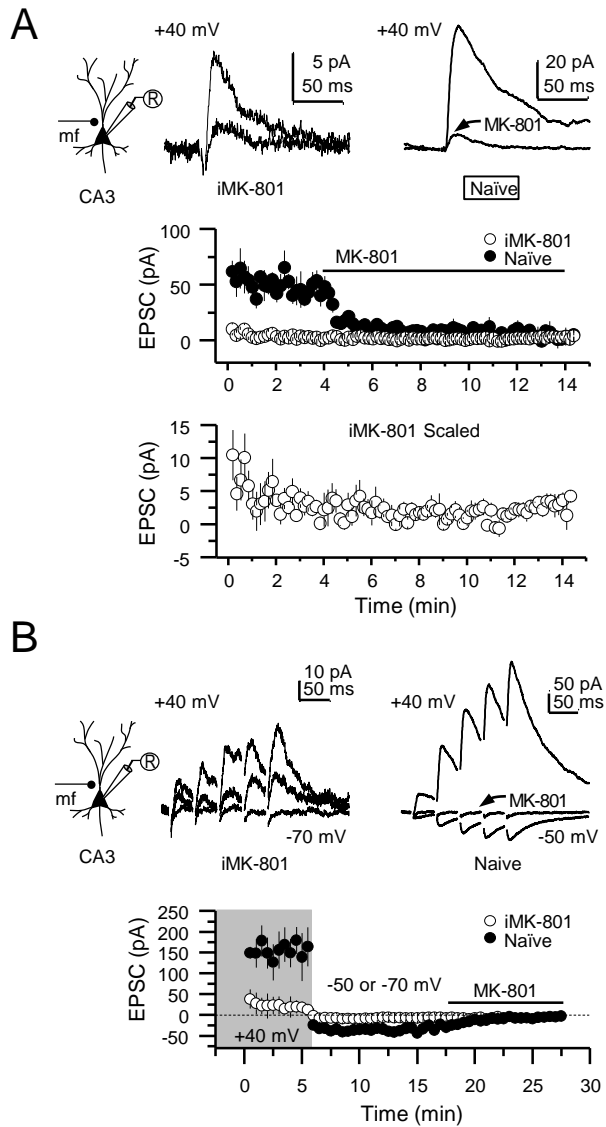 A
+40 mV
5 pA
50 ms
+40 mV
20 pA
50 ms
R
mf
CA3
iMK-801
MK-801
Naïve
100
50
0
EPSC (pA)
MK-801
iMK-801
Naïve
0 2 4 6 8 10 12 14
iMK-801 Scaled
15
10
5
0
-5
EPSC (pA)
0 2 4 6 8 10 12 14
Time (min)
B
+40 mV
10 pA
50 ms
+40 mV
50 pA
50 ms
R
mf
CA3
-70 mV
iMK-801
MK-801
-50 mV
Naive
250
200
150
100
50
0
-50
EPSC (pA)
iMK-801
Naïve
-50 or -70 mV
MK-801
+40 mV
0 5 10 15 20 25 30
Time (min)